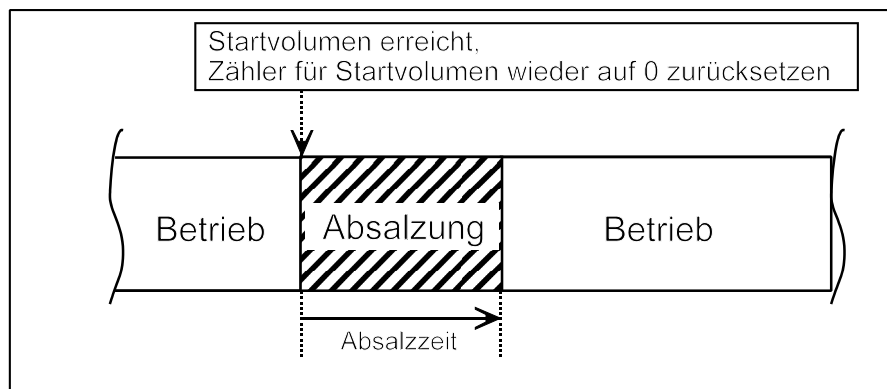 Startvolumen erreicht,
Zähler für Startvolumen wieder auf 0 zurücksetzen
Betrieb Absalzung Betrieb
Absalzzeit